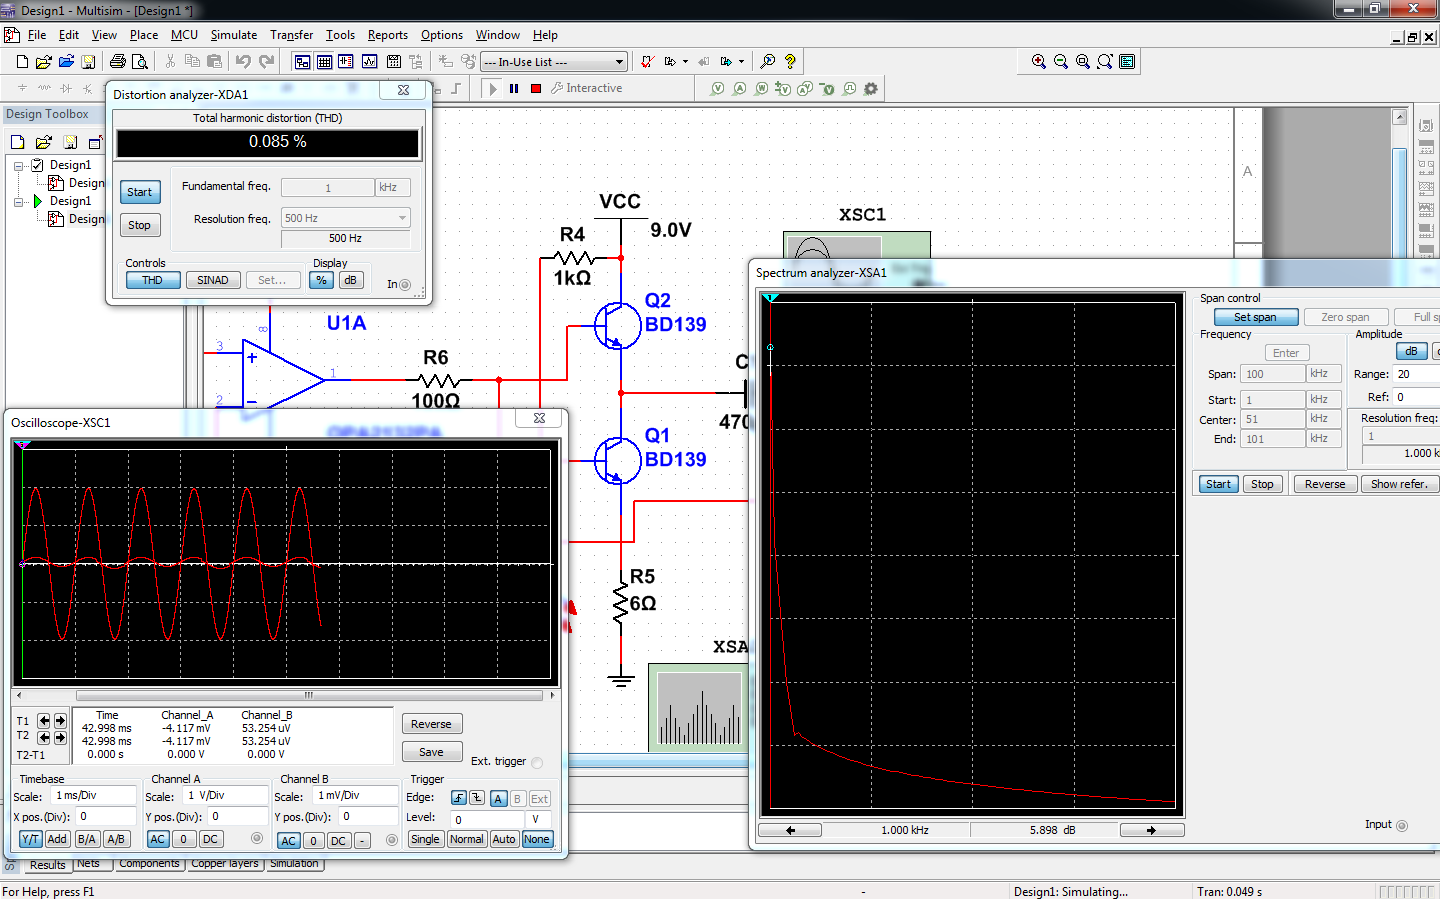 Design1 - Multisim - [Design1 *]
File Edit View Place MCU Simulate Transfer Tools Reports Options Window Help
--- In-Use List ---
Interactive
Design Toolbox
Design1
Design
Design1
Design
Distortion analyzer-XDA1
Total harmonic distortion (THD)
0.085 %
Start
Stop
Fundamental freq. 1 kHz
Resolution freq. 500 Hz
500 Hz
Controls
THD SINAD Set...
Display
% dB
In
VCC
9.0V
R4
1kΩ
Q2
BD139
U1A
8
3
2
1
R6
100Ω
OPA2132PA
C
470
Q1
BD139
R5
6Ω
XSC1
A
XSA
Oscilloscope-XSC1
Time Channel_A Channel_B
T1 42.998 ms -4.117 mV 53.254 uV
T2 42.998 ms -4.117 mV 53.254 uV
T2-T1 0.000 s 0.000 V 0.000 V
Reverse
Save
Ext. trigger
Timebase
Scale: 1 ms/Div
X pos.(Div): 0
Y/T Add B/A A/B
Channel A
Scale: 1 V/Div
Y pos.(Div): 0
AC 0 DC
Channel B
Scale: 1 mV/Div
Y pos.(Div): 0
AC 0 DC -
Trigger
Edge: A B Ext
Level: 0 V
Single Normal Auto None
Spectrum analyzer-XSA1
1.000 kHz 5.898 dB
Span control
Set span Zero span Full s
Frequency
Enter
Span: 100 kHz
Start: 1 kHz
Center: 51 kHz
End: 101 kHz
Amplitude
dB
Range: 20
Ref: 0
Resolution freq:
1
1.000 k
Start Stop Reverse Show refer.
Input
Results Nets Components Copper layers Simulation
For Help, press F1
- Design1: Simulating... Tran: 0.049 s